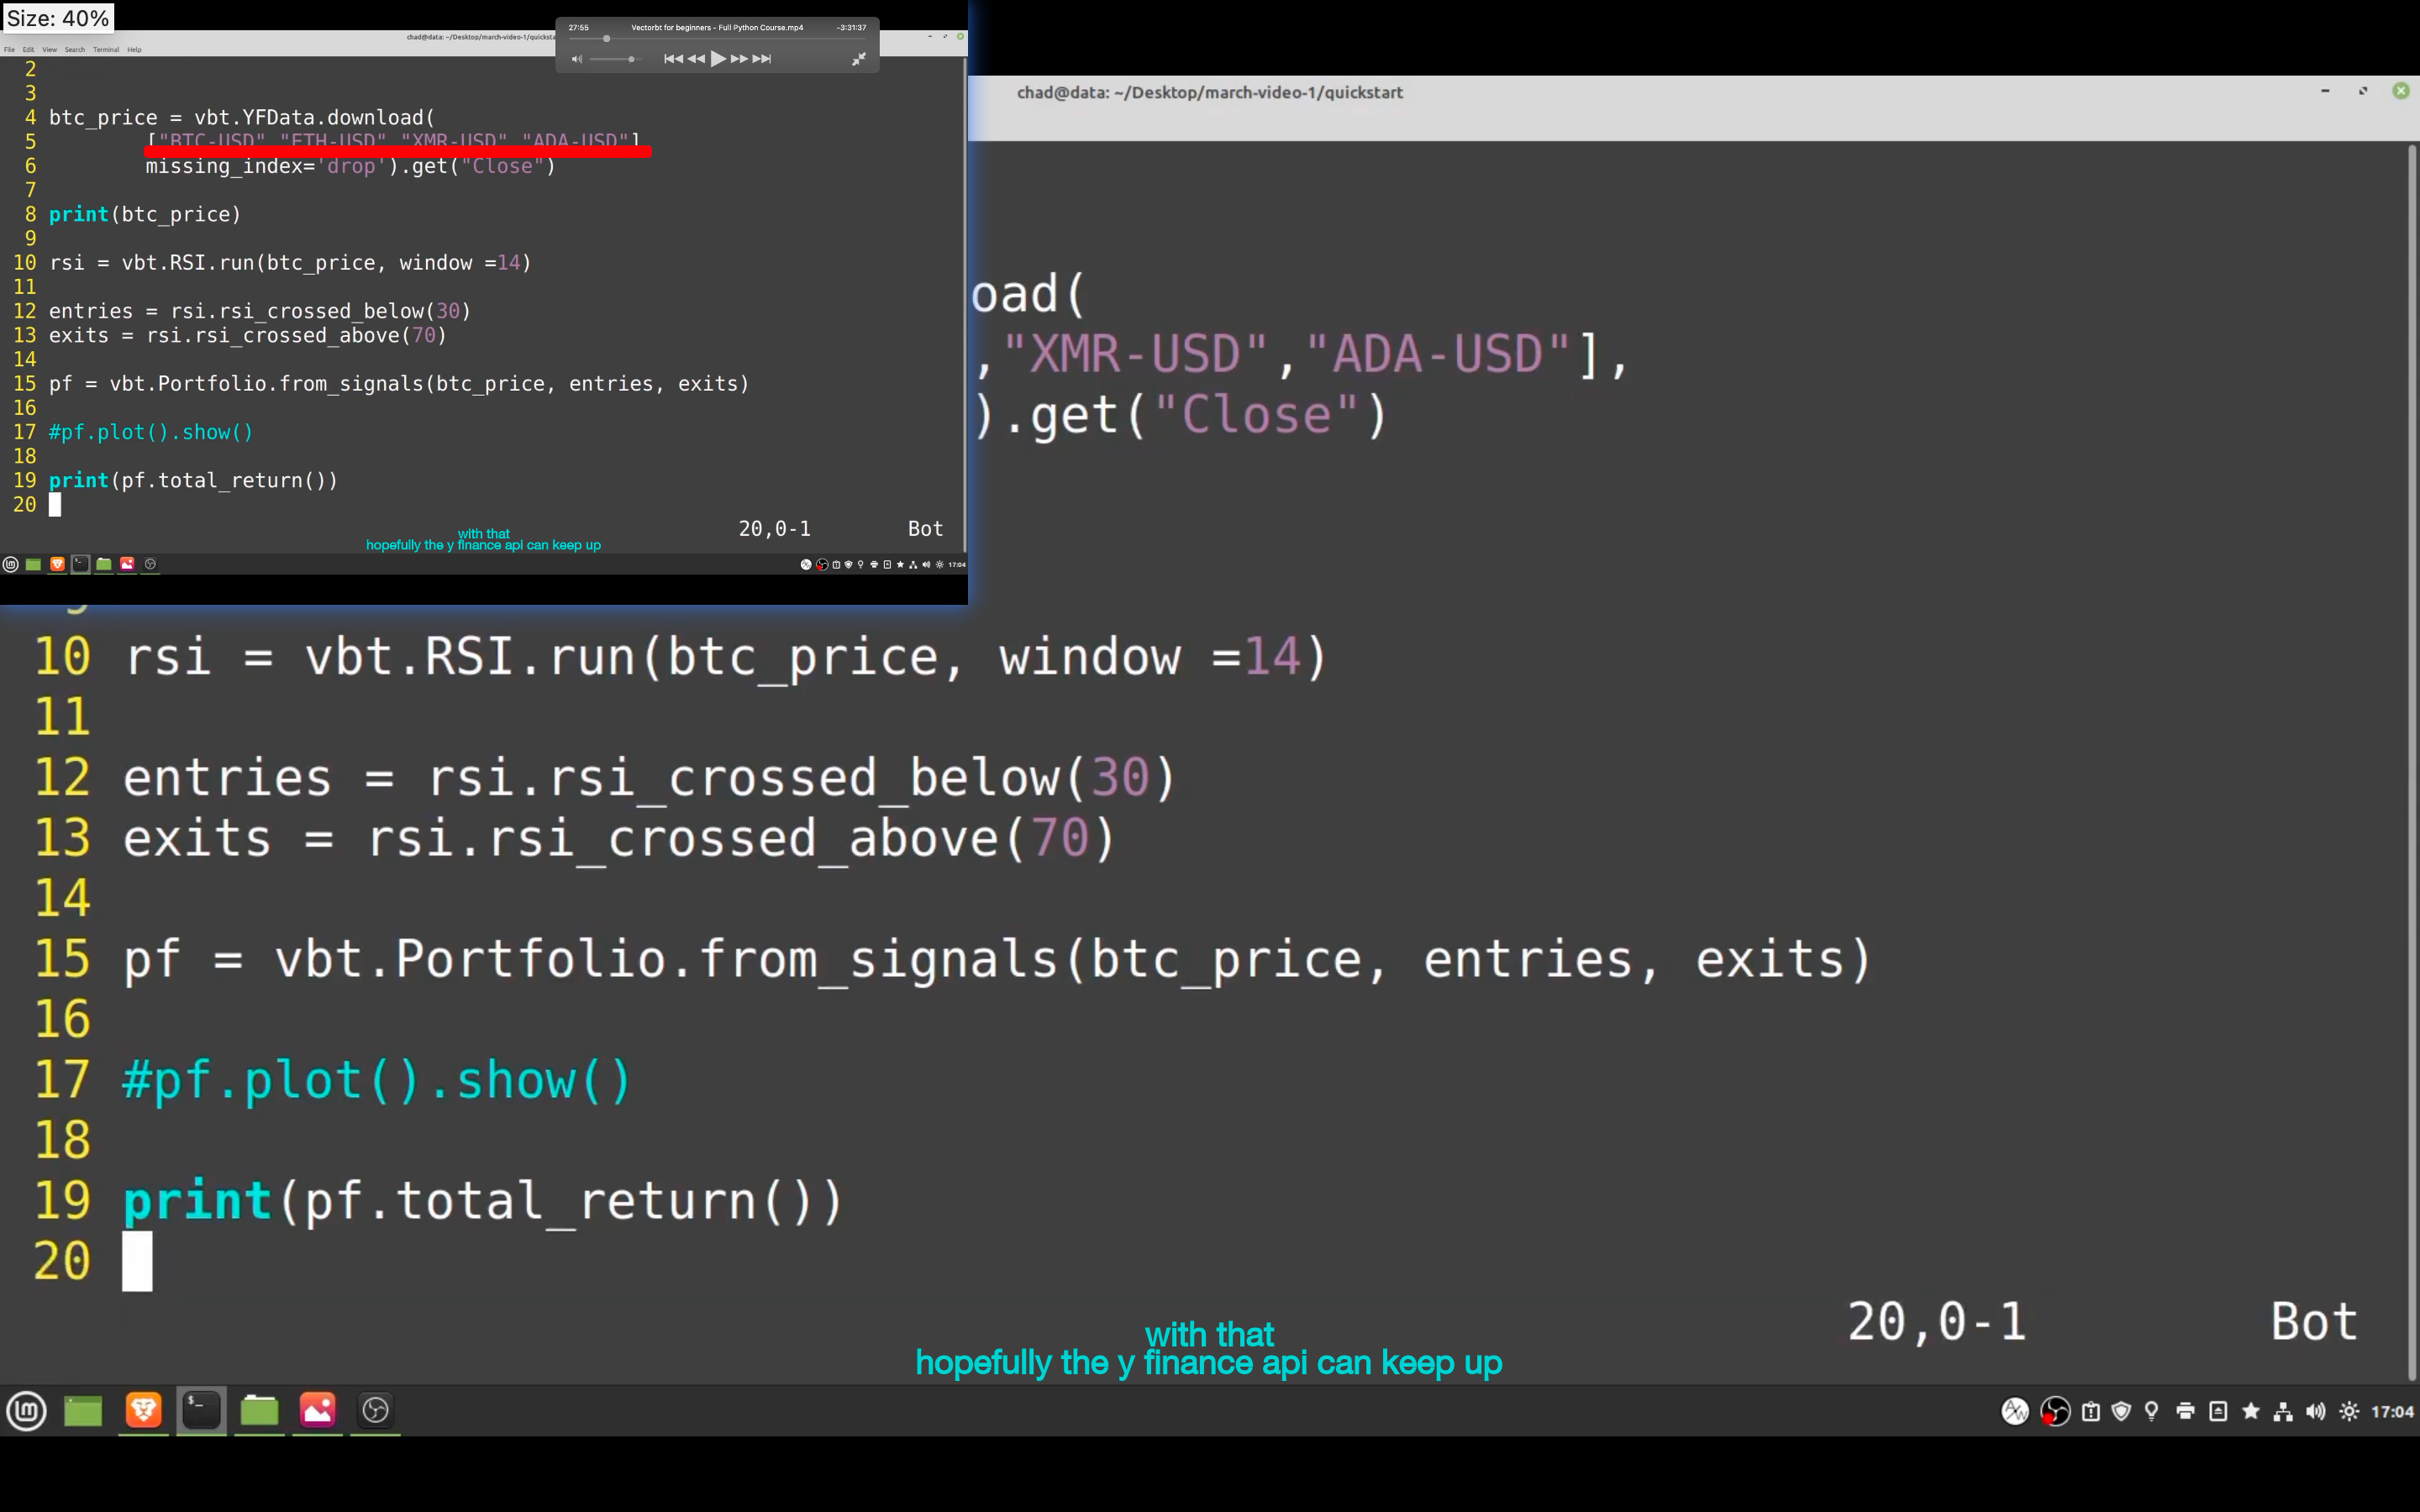 Size: 40%
27:55 Vectorbt for beginners - Full Python Course.mp4 -3:31:37
chad@data: ~/Desktop/march-video-1/quicksta
File Edit View Search Terminal Help
2
3
4 btc_price = vbt.YFData.download(
5 ["BTC-USD","ETH-USD","XMR-USD","ADA-USD"]
6 missing_index='drop').get("Close")
7
8 print(btc_price)
9
10 rsi = vbt.RSI.run(btc_price, window =14)
11
12 entries = rsi.rsi_crossed_below(30)
13 exits = rsi.rsi_crossed_above(70)
14
15 pf = vbt.Portfolio.from_signals(btc_price, entries, exits)
16
17 #pf.plot().show()
18
19 print(pf.total_return())
20
20,0-1 Bot
with that
hopefully the y finance api can keep up
17:04
chad@data: ~/Desktop/march-video-1/quickstart
oad(
,"XMR-USD","ADA-USD"],
).get("Close")
10 rsi = vbt.RSI.run(btc_price, window =14)
11
12 entries = rsi.rsi_crossed_below(30)
13 exits = rsi.rsi_crossed_above(70)
14
15 pf = vbt.Portfolio.from_signals(btc_price, entries, exits)
16
17 #pf.plot().show()
18
19 print(pf.total_return())
20
20,0-1 Bot
with that
hopefully the y finance api can keep up
17:04